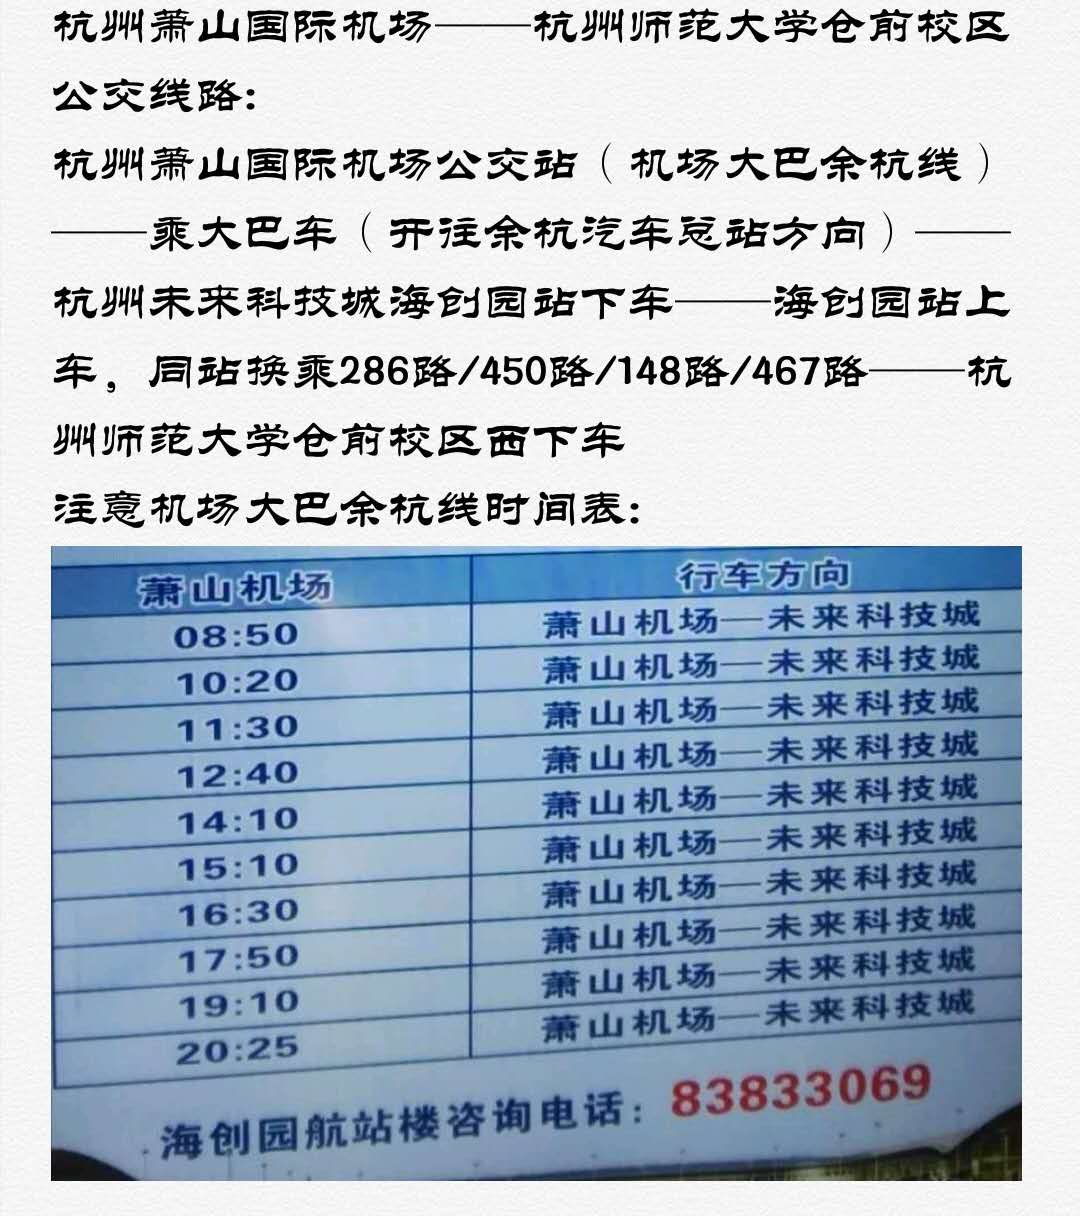 杭州萧山国际机场——杭州师范大学仓前校区
公交线路:
杭州萧山国际机场公交站（机场大巴余杭线）
——乘大巴车（开往余杭汽车总站方向）——
杭州未来科技城海创园站下车——海创园站上
车，同站换乘286路/450路/148路/467路——杭
州师范大学仓前校区西下车
注意机场大巴余杭线时间表:
萧山机场 行车方向
08:50 萧山机场—未来科技城
10:20 萧山机场—未来科技城
11:30 萧山机场—未来科技城
12:40 萧山机场—未来科技城
14:10 萧山机场—未来科技城
15:10 萧山机场—未来科技城
16:30 萧山机场—未来科技城
17:50 萧山机场—未来科技城
19:10 萧山机场—未来科技城
20:25 萧山机场—未来科技城
海创园航站楼咨询电话: 83833069